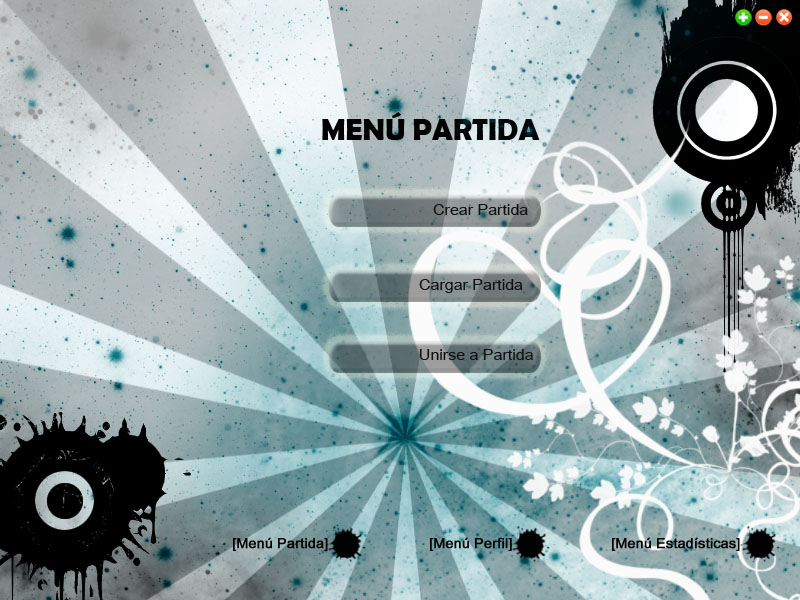 MENÚ PARTIDA
Crear Partida
Cargar Partida
Unirse a Partida
[Menú Partida] [Menú Perfil] [Menú Estadísticas]